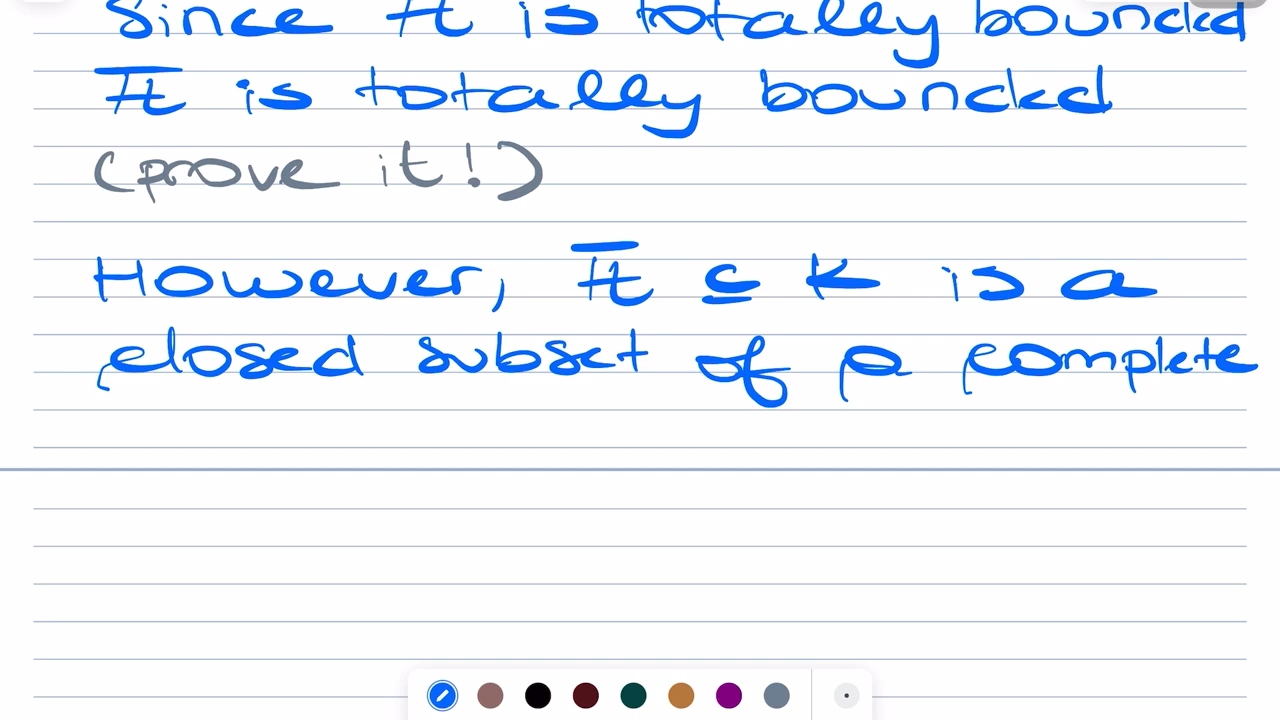 Since 𝓕 is totally bounded
𝓕̅ is totally bounded
(prove it!)
However, 𝓕̅ ⊆ K is a
closed subset of a complete